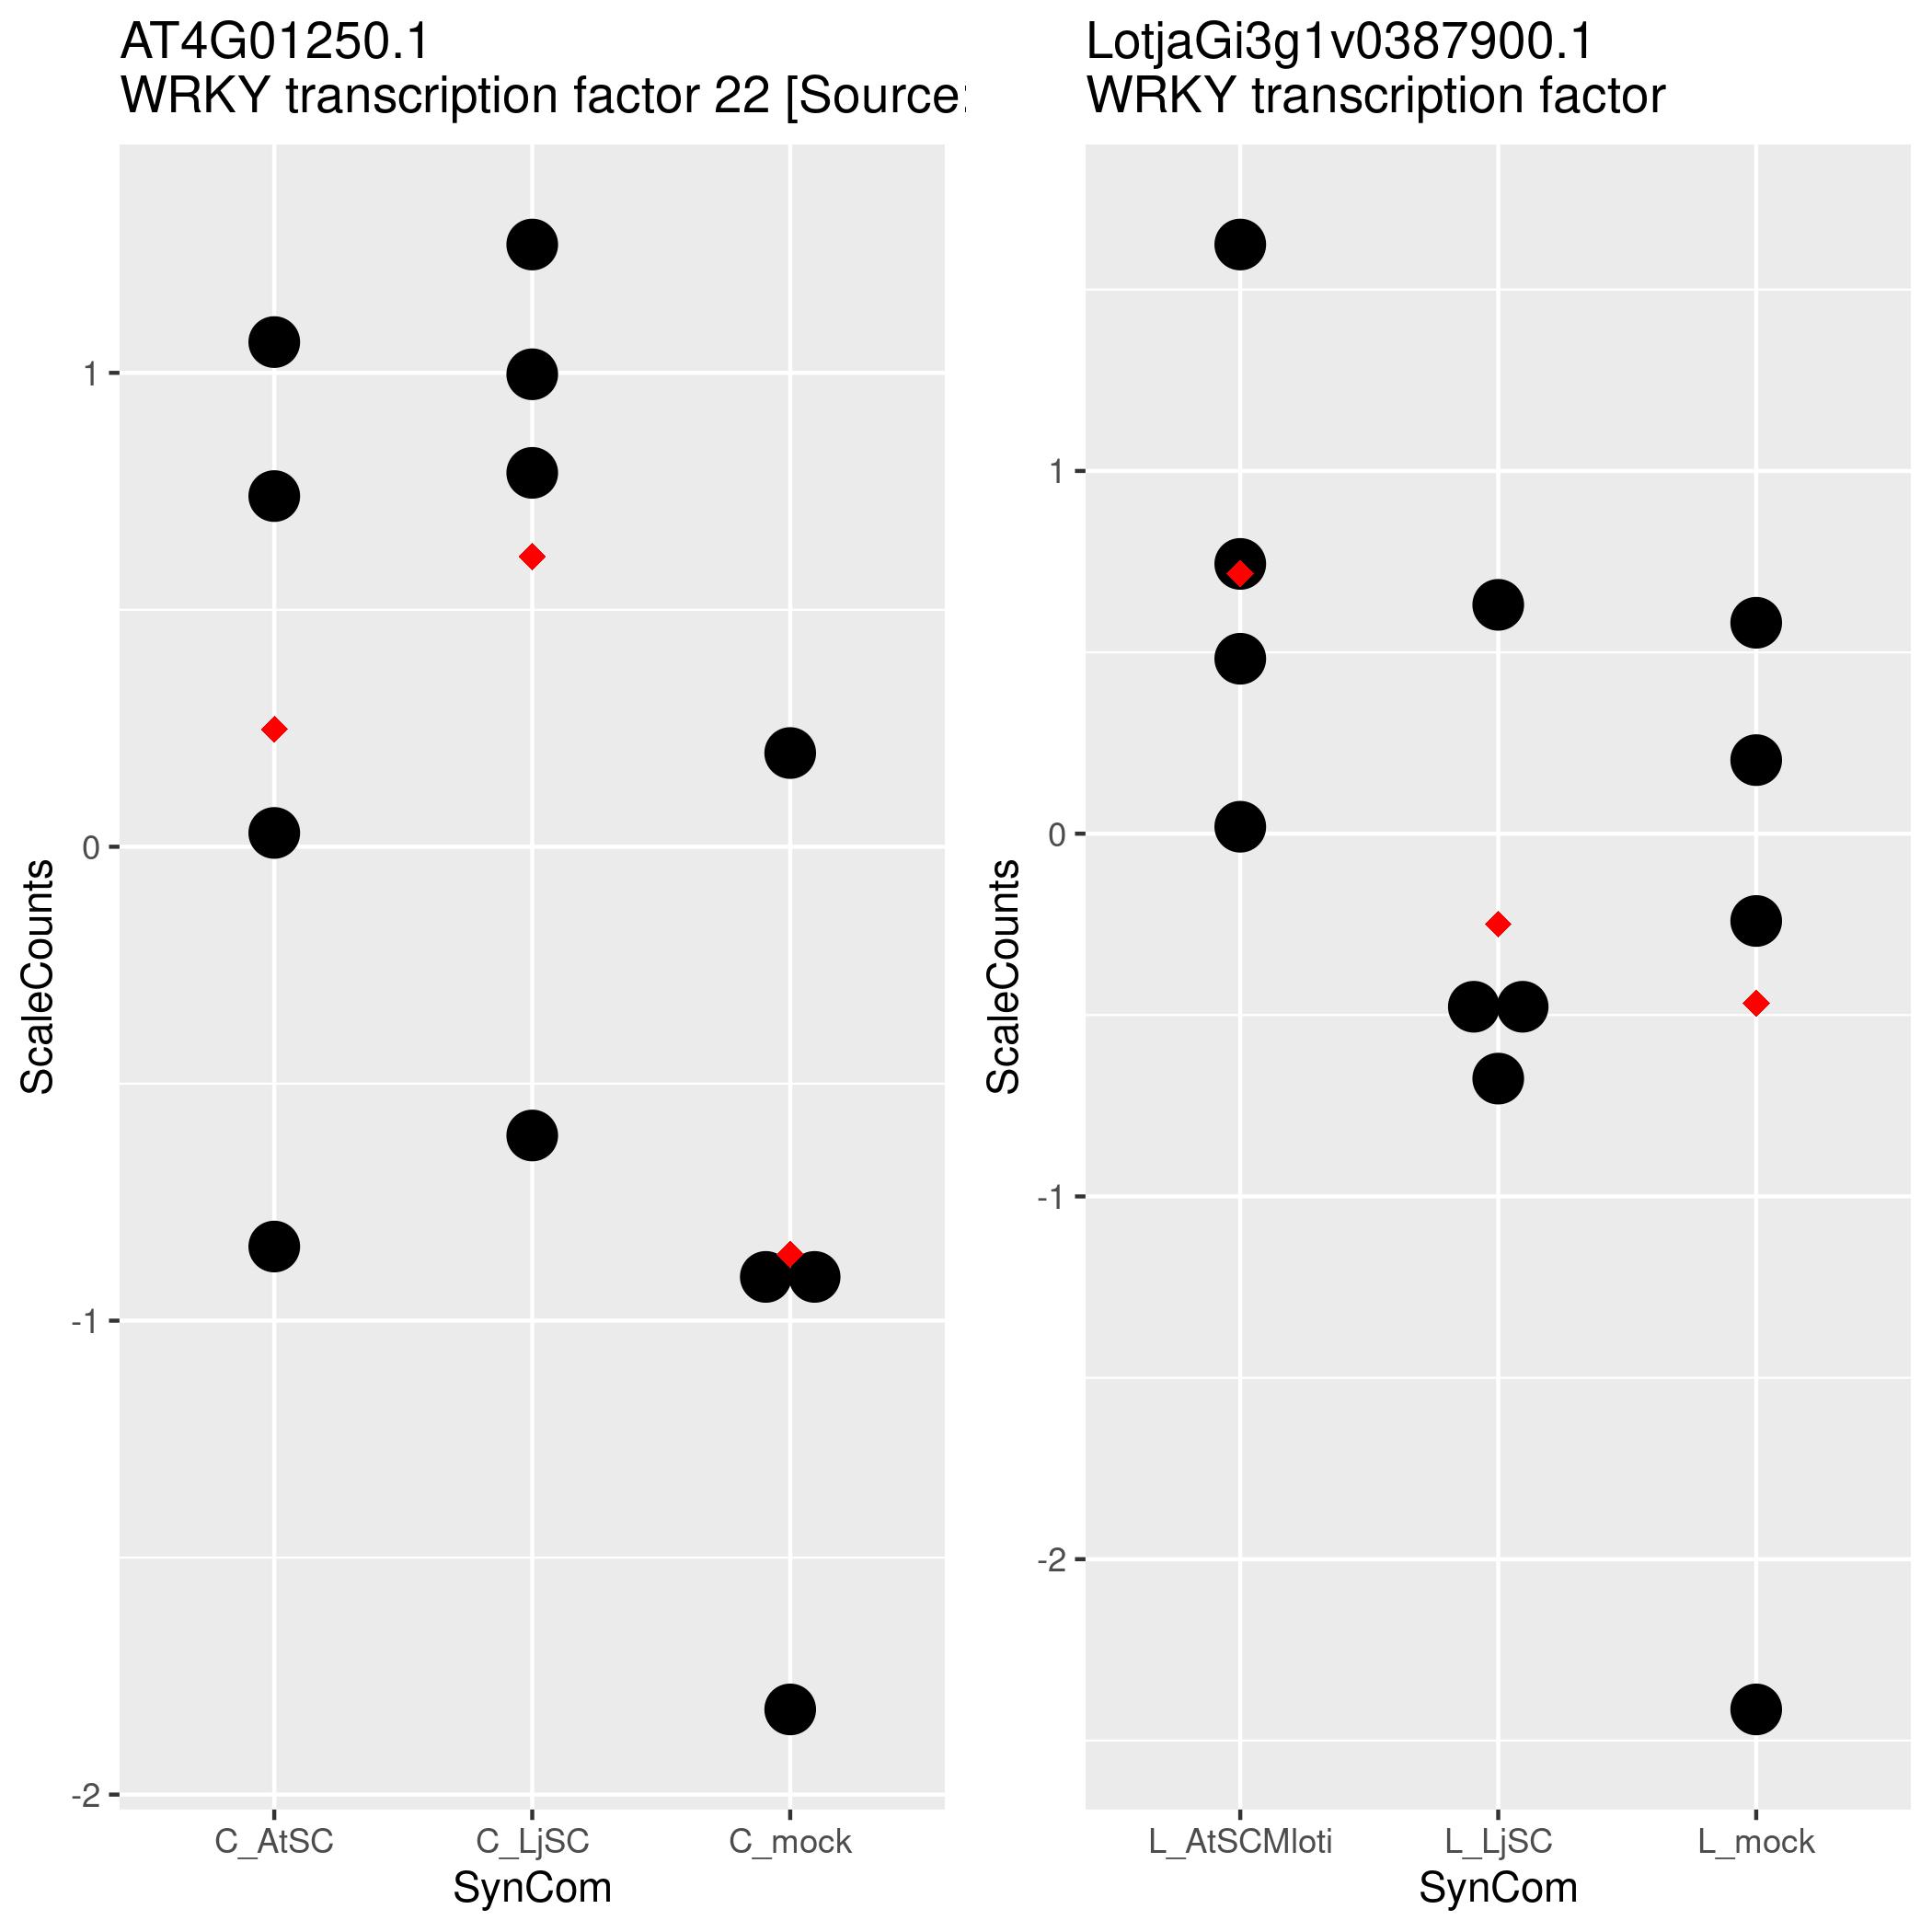 AT4G01250.1
WRKY transcription factor 22 [Source:
ScaleCounts
1
0
-1
-2
C_AtSC
C_LjSC
C_mock
SynCom
LotjaGi3g1v0387900.1
WRKY transcription factor
ScaleCounts
1
0
-1
-2
L_AtSCMloti
L_LjSC
L_mock
SynCom